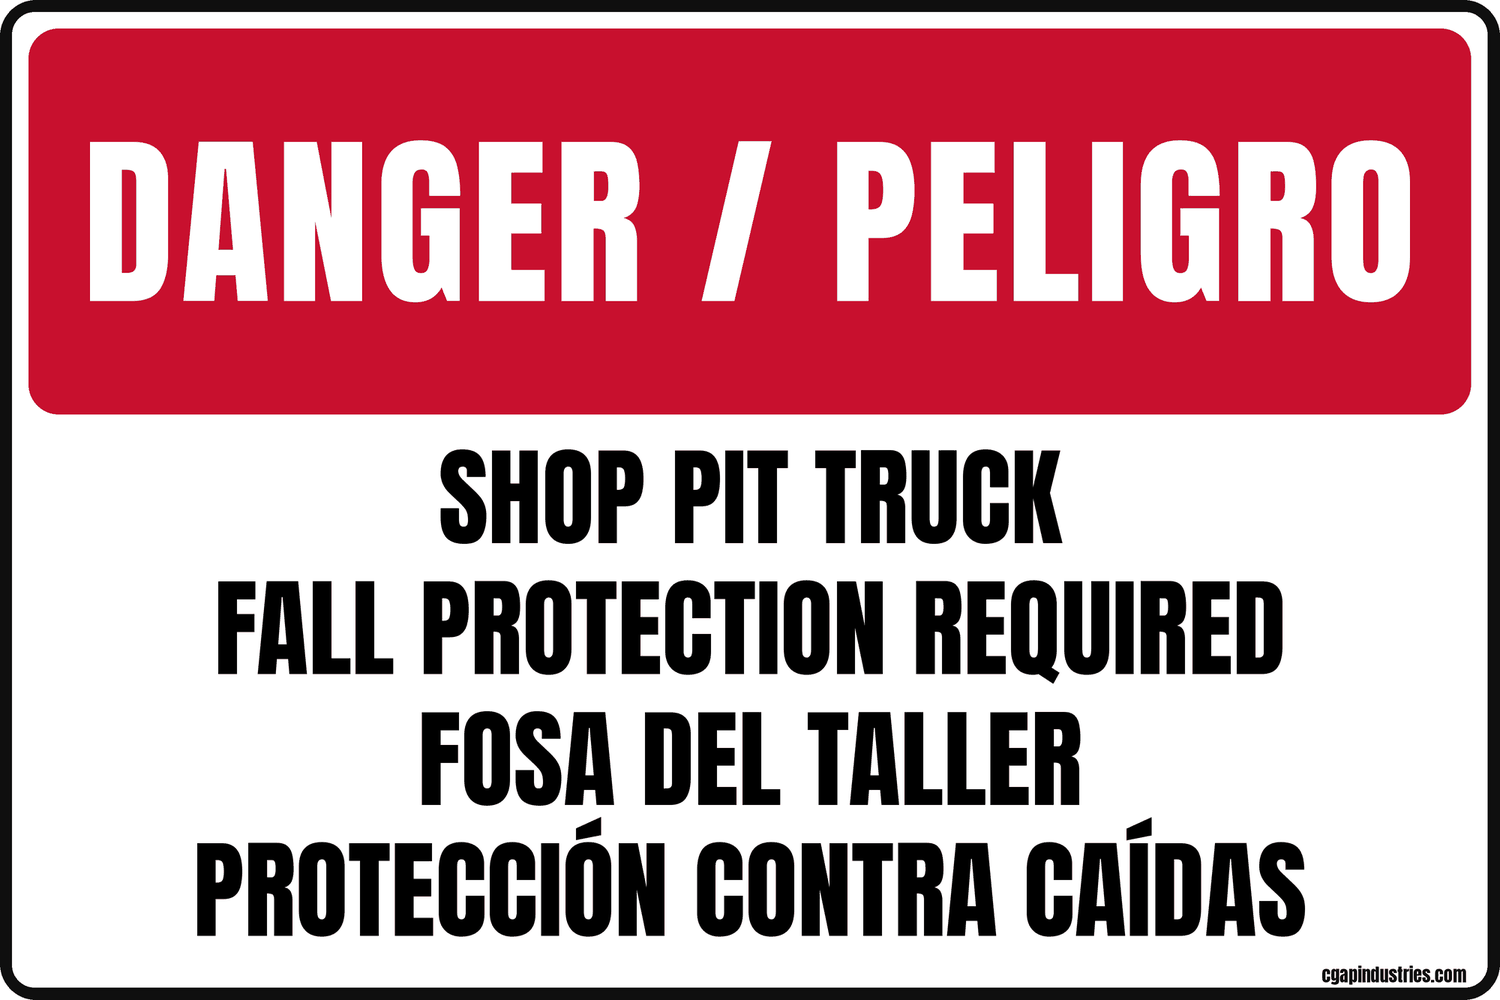 DANGER / PELIGRO
SHOP PIT TRUCK
FALL PROTECTION REQUIRED
FOSA DEL TALLER
PROTECCIÓN CONTRA CAÍDAS
cgapindustries.com